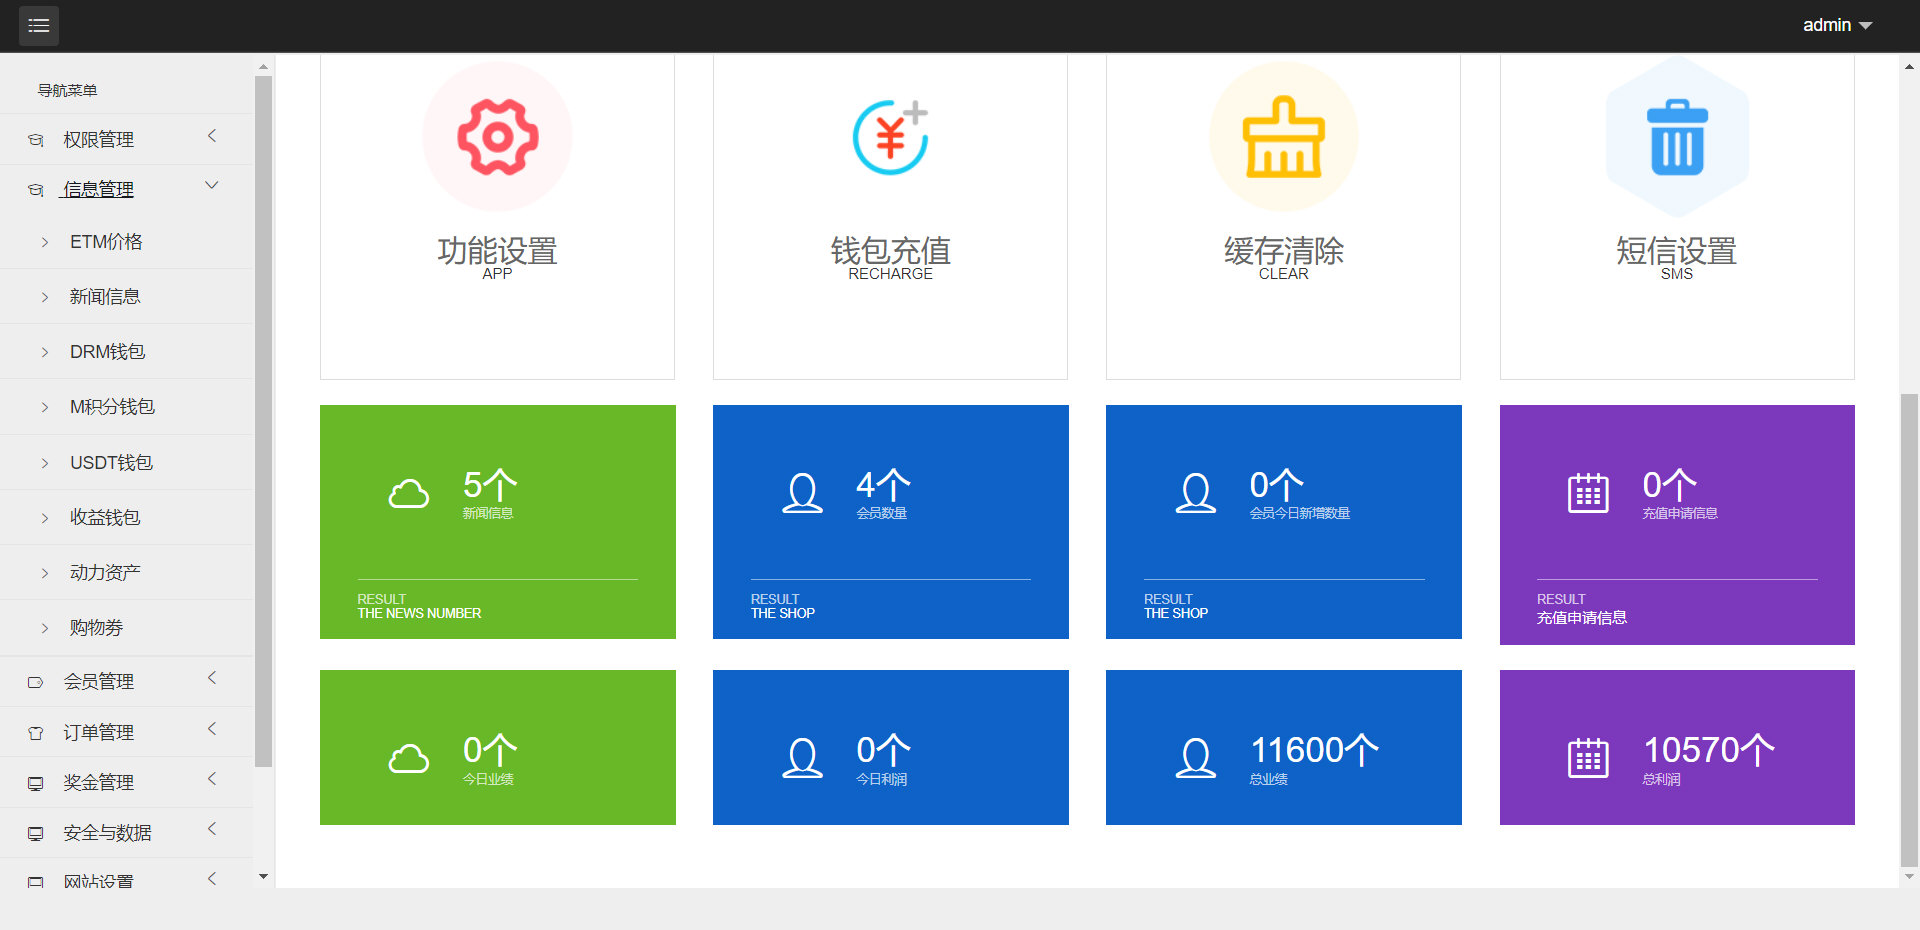 admin
导航菜单
权限管理
信息管理
ETM价格
新闻信息
DRM钱包
M积分钱包
USDT钱包
收益钱包
动力资产
购物劵
会员管理
订单管理
奖金管理
安全与数据
网站设置
功能设置
APP
钱包充值
RECHARGE
缓存清除
CLEAR
短信设置
SMS
5个
新闻信息
RESULT
THE NEWS NUMBER
4个
会员数量
RESULT
THE SHOP
0个
会员今日新增数量
RESULT
THE SHOP
0个
充值申请信息
RESULT
充值申请信息
0个
今日业绩
0个
今日利润
11600个
总业绩
10570个
总利润